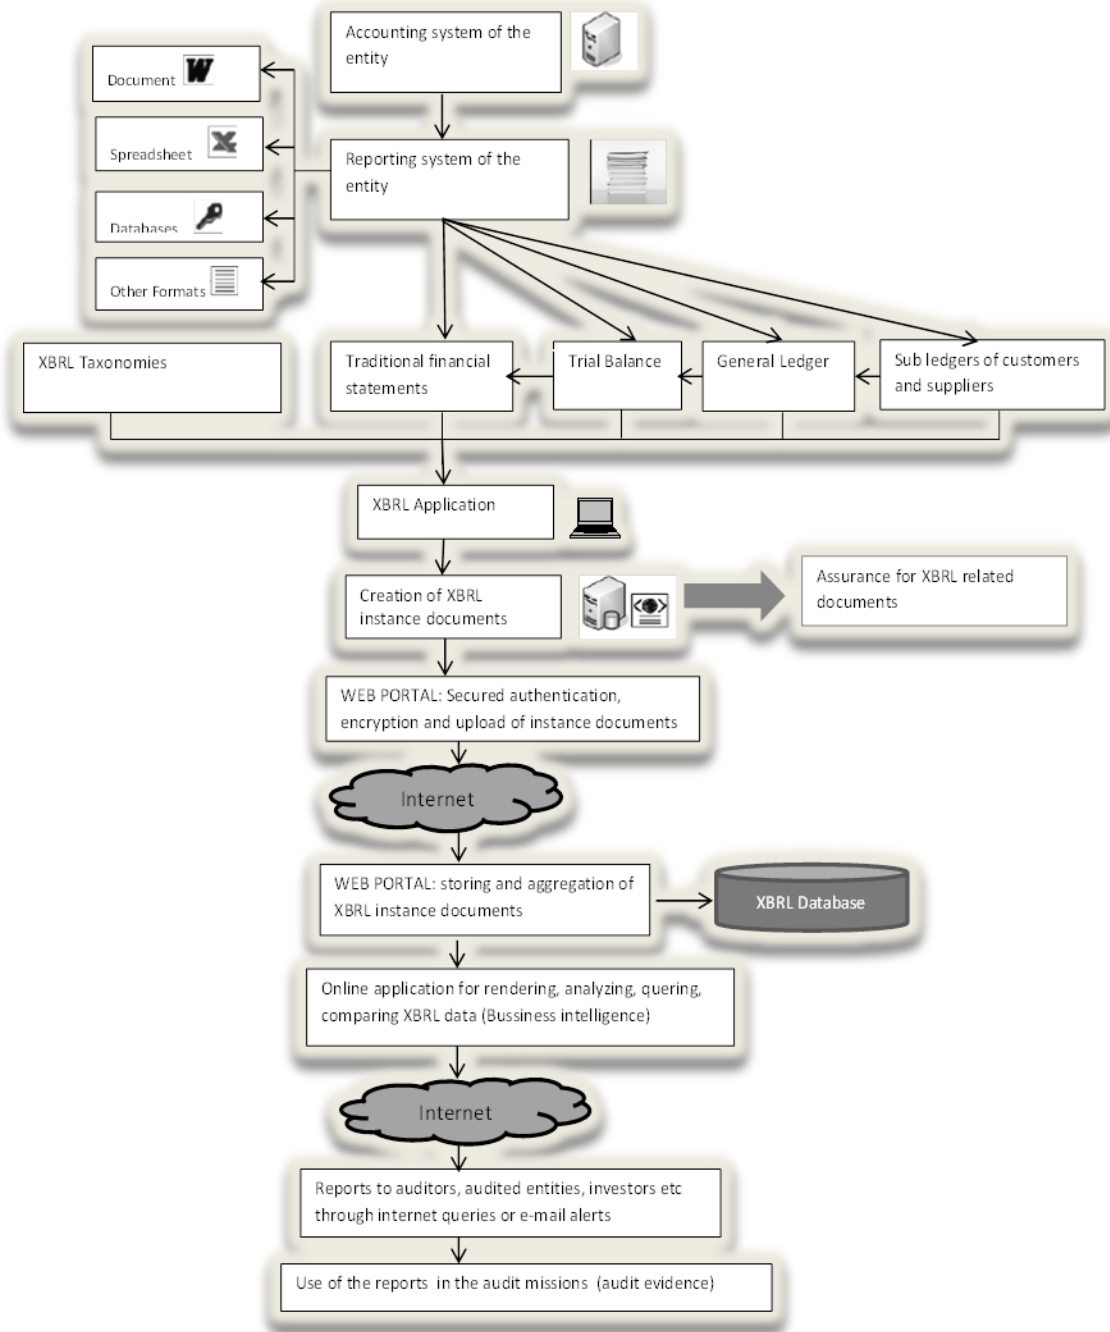 Accounting system of the
entity
Document
Spreadsheet
Databases
Other Formats
Reporting system of the
entity
XBRL Taxonomies
Traditional financial
statements
Trial Balance
General Ledger
Sub ledgers of customers
and suppliers
XBRL Application
Creation of XBRL
instance documents
Assurance for XBRL related
documents
WEB PORTAL: Secured authentication,
encryption and upload of instance documents
Internet
WEB PORTAL: storing and aggregation of
XBRL instance documents
XBRL Database
Online application for rendering, analyzing, quering,
comparing XBRL data (Bussiness intelligence)
Internet
Reports to auditors, audited entities, investors etc
through internet queries or e-mail alerts
Use of the reports in the audit missions (audit evidence)